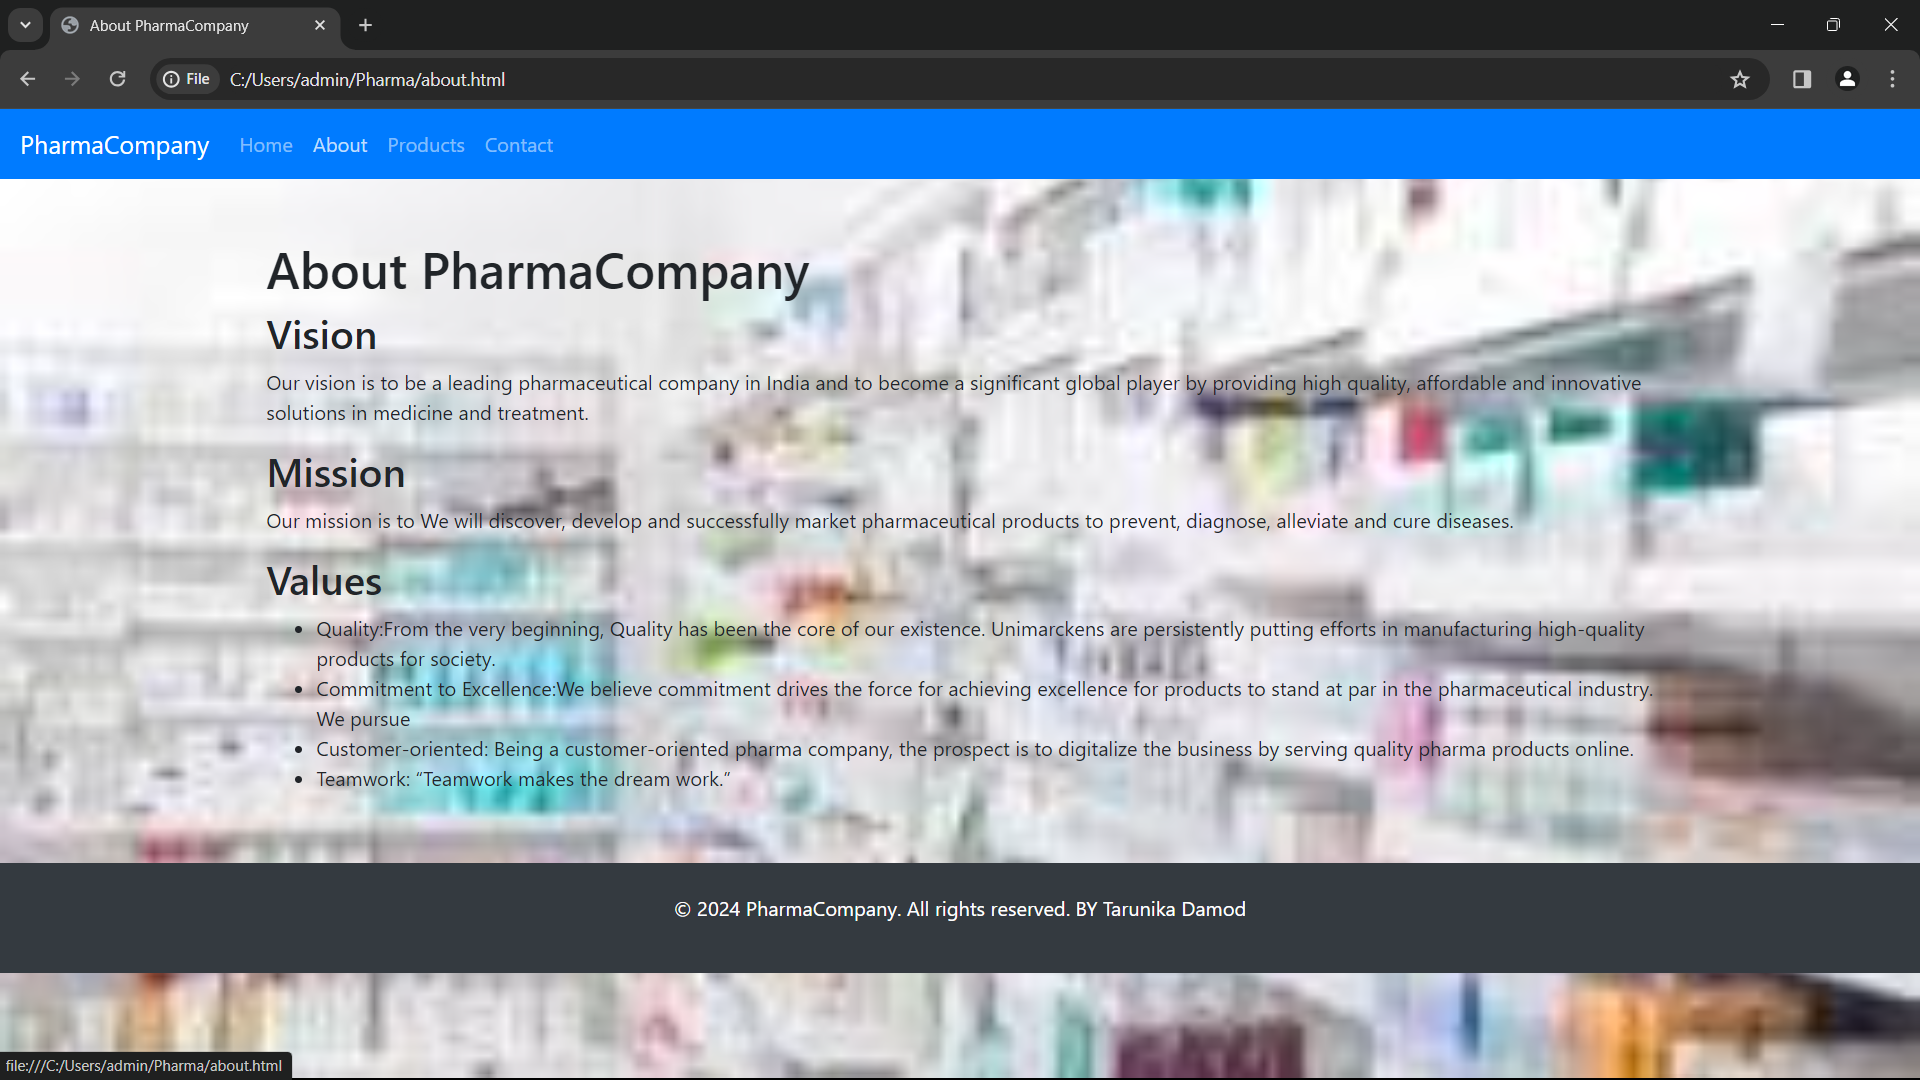 About PharmaCompany
File C:/Users/admin/Pharma/about.html
PharmaCompany Home About Products Contact
About PharmaCompany
Vision
Our vision is to be a leading pharmaceutical company in India and to become a significant global player by providing high quality, affordable and innovative
solutions in medicine and treatment.
Mission
Our mission is to We will discover, develop and successfully market pharmaceutical products to prevent, diagnose, alleviate and cure diseases.
Values
• Quality:From the very beginning, Quality has been the core of our existence. Unimarckens are persistently putting efforts in manufacturing high-quality
products for society.
• Commitment to Excellence:We believe commitment drives the force for achieving excellence for products to stand at par in the pharmaceutical industry.
We pursue
• Customer-oriented: Being a customer-oriented pharma company, the prospect is to digitalize the business by serving quality pharma products online.
• Teamwork: “Teamwork makes the dream work.”
© 2024 PharmaCompany. All rights reserved. BY Tarunika Damod
file:///C:/Users/admin/Pharma/about.html